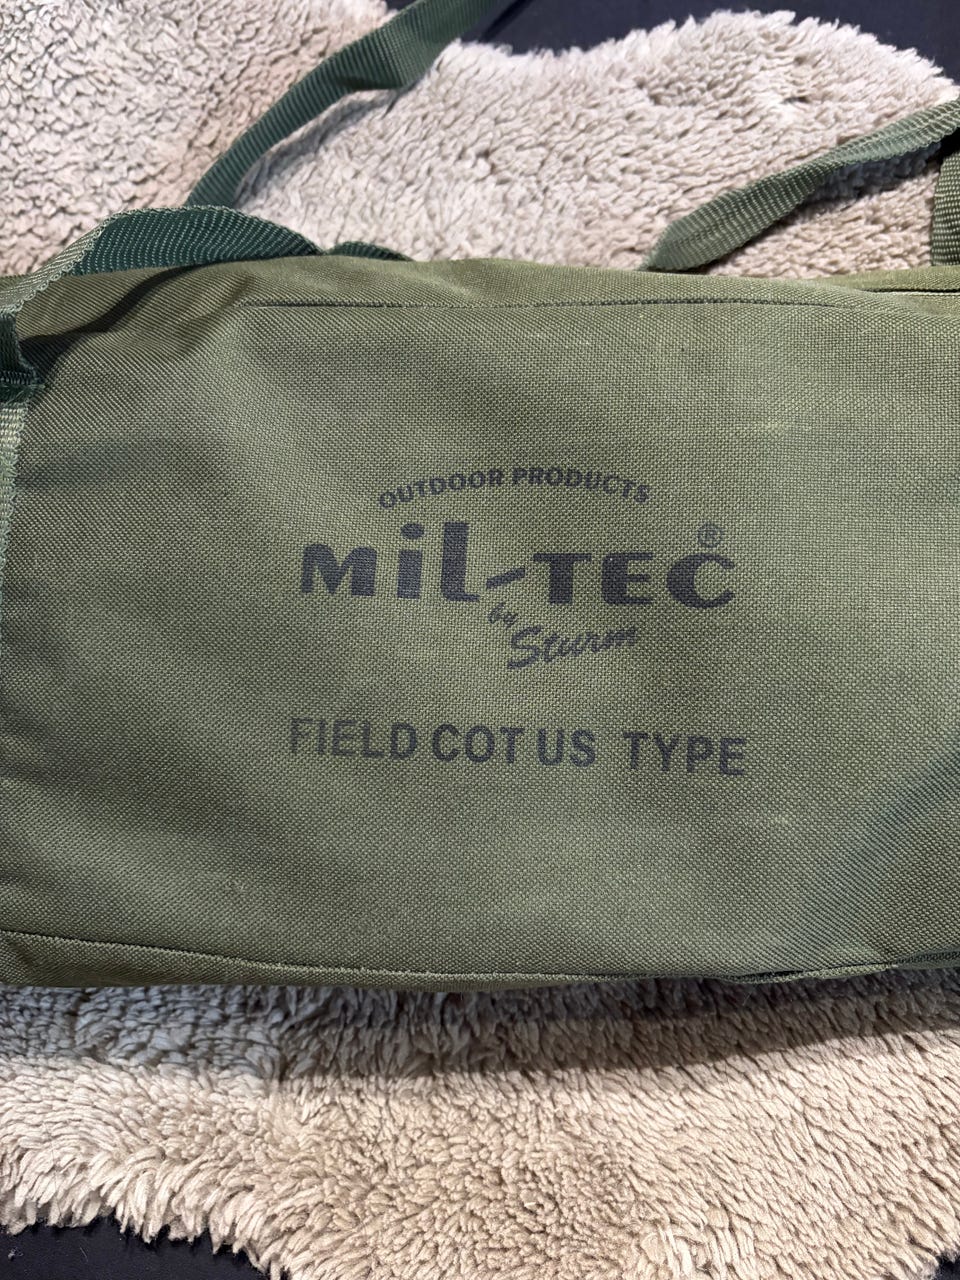 OUTDOOR PRODUCTS
Mil-TEC®
by Sturm
FIELD COT US TYPE